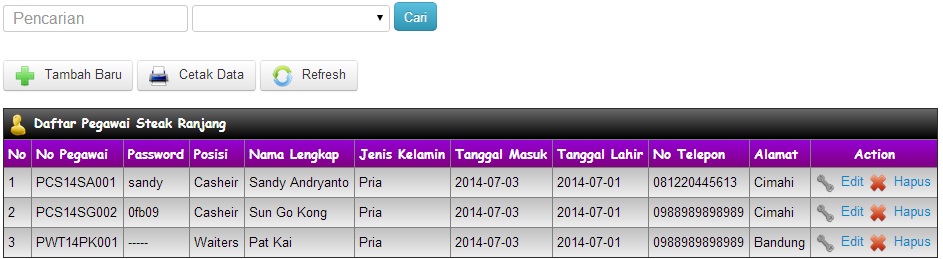 Pencarian Cari
Tambah Baru Cetak Data Refresh
Daftar Pegawai Steak Ranjang
No No Pegawai Password Posisi Nama Lengkap Jenis Kelamin Tanggal Masuk Tanggal Lahir No Telepon Alamat Action
1 PCS14SA001 sandy Casheir Sandy Andryanto Pria 2014-07-03 2014-07-01 081220445613 Cimahi Edit Hapus
2 PCS14SG002 0fb09 Casheir Sun Go Kong Pria 2014-07-03 2014-07-01 0988989898989 Cimahi Edit Hapus
3 PWT14PK001 ----- Waiters Pat Kai Pria 2014-07-03 2014-07-01 0988989898989 Bandung Edit Hapus